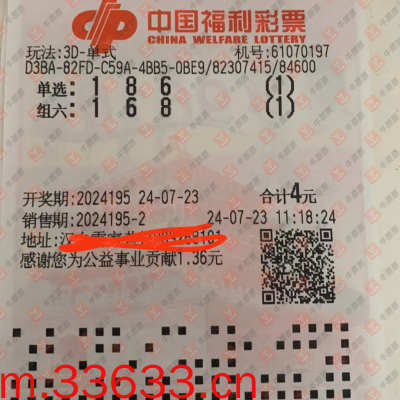 中国福利彩票
CHINA WELFARE LOTTERY
玩法:3D-单式 机号:61070197
D3BA-82FD-C59A-4BB5-0BE9/82307415/84600
单选:1 8 6 (1)
组六:1 6 8 (1)
开奖期:2024195 24-07-23 合计4元
销售期:2024195-2 24-07-23 11:18:24
地址:
感谢您为公益事业贡献1.36元
m.33633.cn